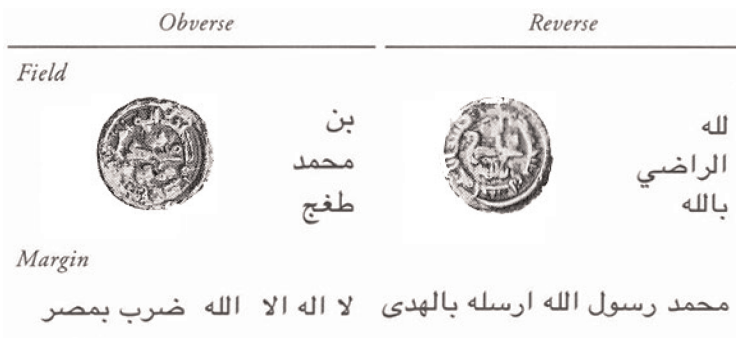 Obverse
Reverse
Field
بن
محمد
طغج
لله
الراضي
بالله
Margin
لا اله الا الله ضرب بمصر
محمد رسول الله ارسله بالهدى